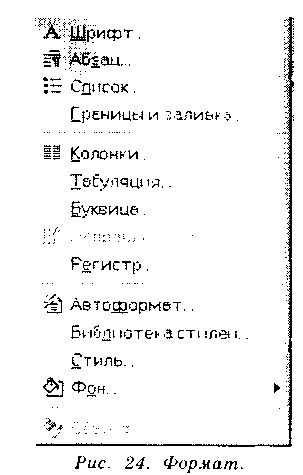 Шрифт...
Абзац...
Список...
Границы и заливка...
Колонки...
Табуляция...
Буквица...
Регистр...
Автоформат...
Библиотека стилей...
Стиль...
Фон
Рис. 24. Формат.